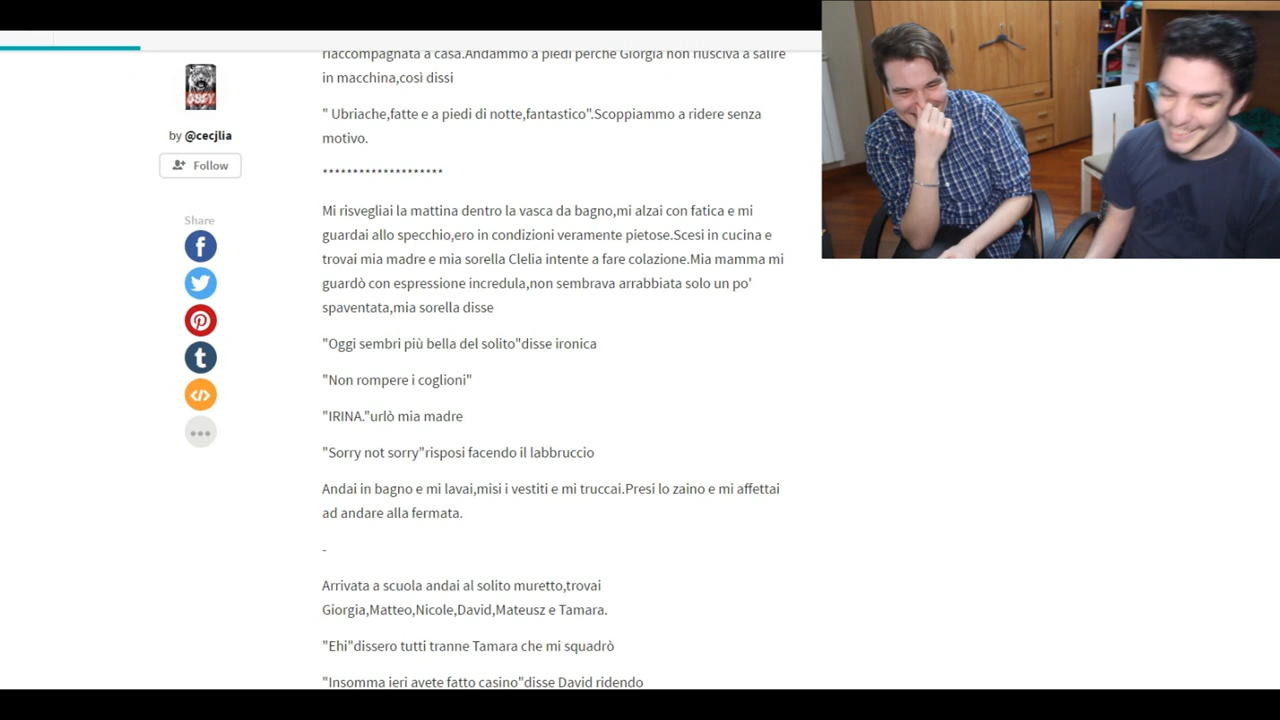 riaccompagnata a casa.Andammo a piedi perchè Giorgia non riusciva a salire
in macchina,così dissi
" Ubriache,fatte e a piedi di notte,fantastico".Scoppiammo a ridere senza
motivo.
********************
Mi risvegliai la mattina dentro la vasca da bagno,mi alzai con fatica e mi
guardai allo specchio,ero in condizioni veramente pietose.Scesi in cucina e
trovai mia madre e mia sorella Clelia intente a fare colazione.Mia mamma mi
guardò con espressione incredula,non sembrava arrabbiata solo un po'
spaventata,mia sorella disse
"Oggi sembri più bella del solito"disse ironica
"Non rompere i coglioni"
"IRINA."urlò mia madre
"Sorry not sorry"risposi facendo il labbruccio
Andai in bagno e mi lavai,misi i vestiti e mi truccai.Presi lo zaino e mi affettai
ad andare alla fermata.
-
Arrivata a scuola andai al solito muretto,trovai
Giorgia,Matteo,Nicole,David,Mateusz e Tamara.
"Ehi"dissero tutti tranne Tamara che mi squadrò
"Insomma ieri avete fatto casino"disse David ridendo
OBEY
by @cecjlia
Follow
Share